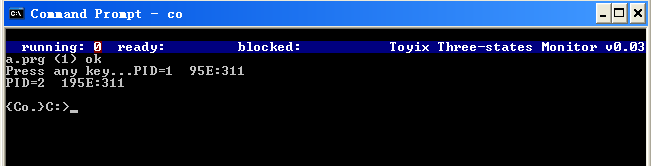 Command Prompt - co
running: 0 ready: blocked: Toyix Three-states Monitor v0.03
a.prg (1) ok
Press any key...PID=1 95E:311
PID=2 195E:311
{Co.}C:>_